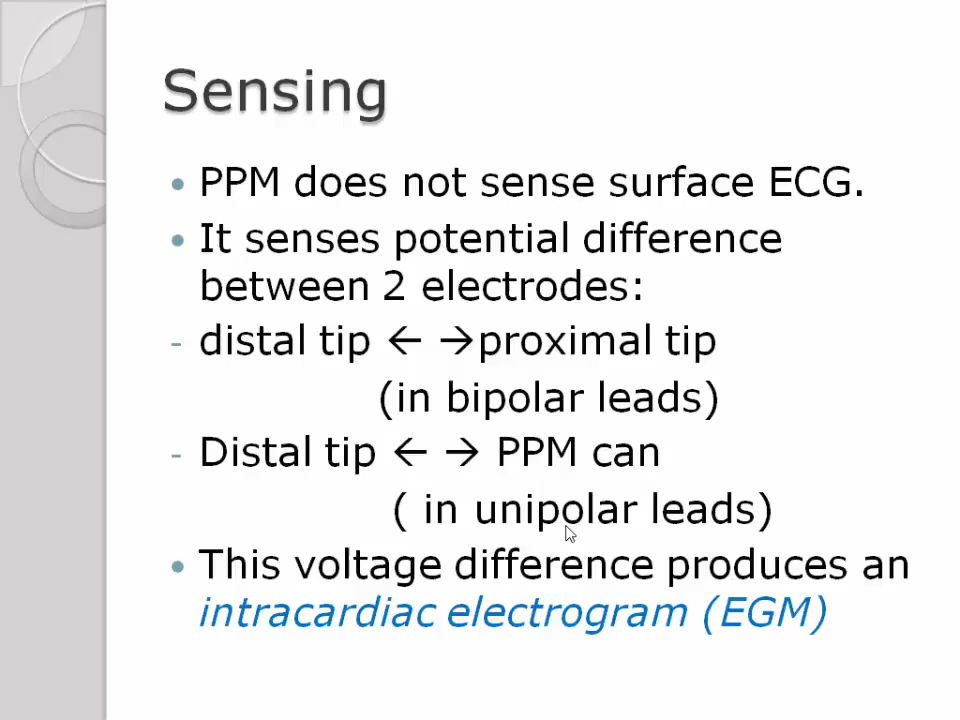 Sensing
• PPM does not sense surface ECG.
• It senses potential difference
between 2 electrodes:
- distal tip ← →proximal tip
(in bipolar leads)
- Distal tip ← → PPM can
( in unipolar leads)
• This voltage difference produces an
intracardiac electrogram (EGM)